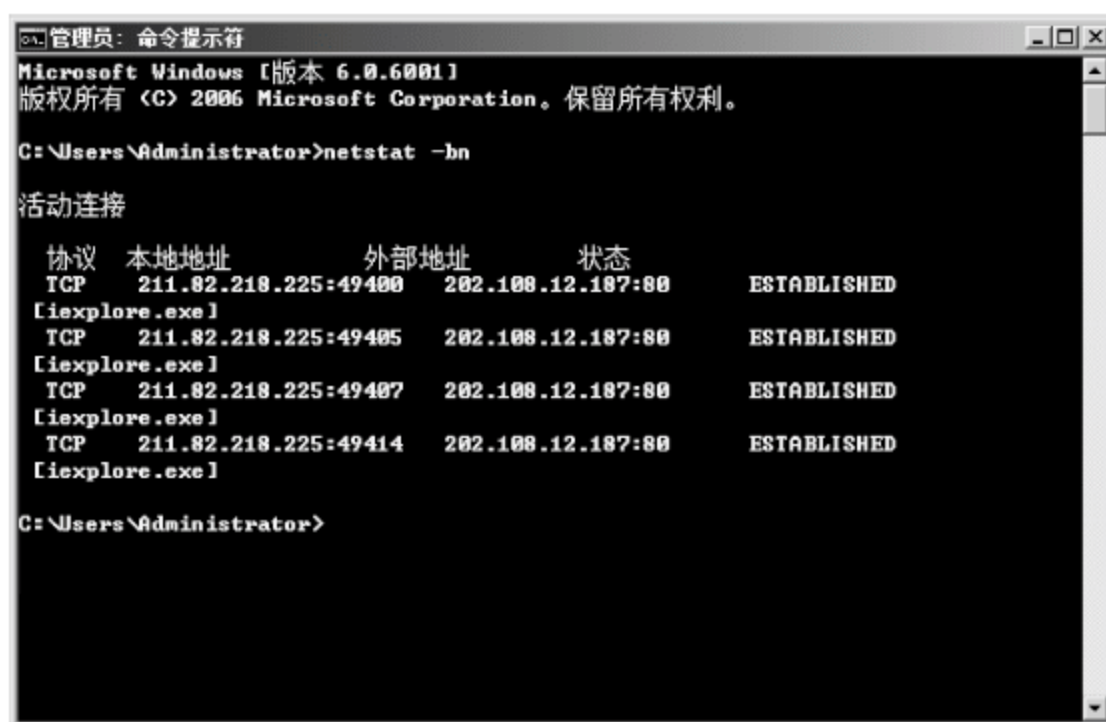 管理员: 命令提示符
Microsoft Windows [版本 6.0.6001]
版权所有 (C) 2006 Microsoft Corporation。保留所有权利。
C:\Users\Administrator>netstat -bn
活动连接
协议 本地地址 外部地址 状态
TCP 211.82.218.225:49400 202.108.12.187:80 ESTABLISHED
[iexplore.exe]
TCP 211.82.218.225:49405 202.108.12.187:80 ESTABLISHED
[iexplore.exe]
TCP 211.82.218.225:49407 202.108.12.187:80 ESTABLISHED
[iexplore.exe]
TCP 211.82.218.225:49414 202.108.12.187:80 ESTABLISHED
[iexplore.exe]
C:\Users\Administrator>